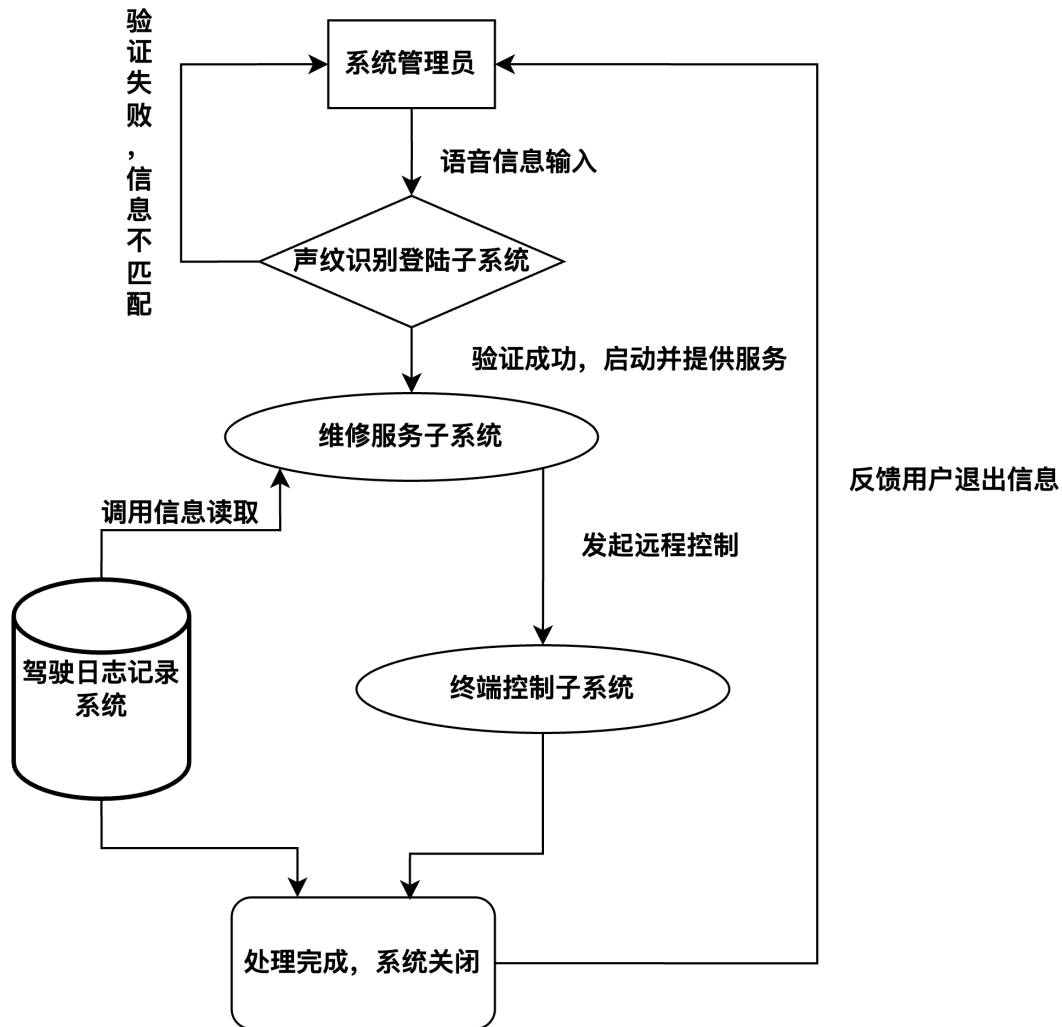 系统管理员
验证失败，信息不匹配
语音信息输入
声纹识别登陆子系统
验证成功，启动并提供服务
维修服务子系统
反馈用户退出信息
调用信息读取
发起远程控制
驾驶日志记录
系统
终端控制子系统
处理完成，系统关闭